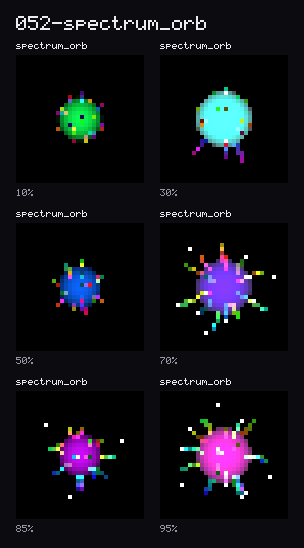 052-spectrum_orb
spectrum_orb
spectrum_orb
10%
30%
spectrum_orb
spectrum_orb
50%
70%
spectrum_orb
spectrum_orb
85%
95%